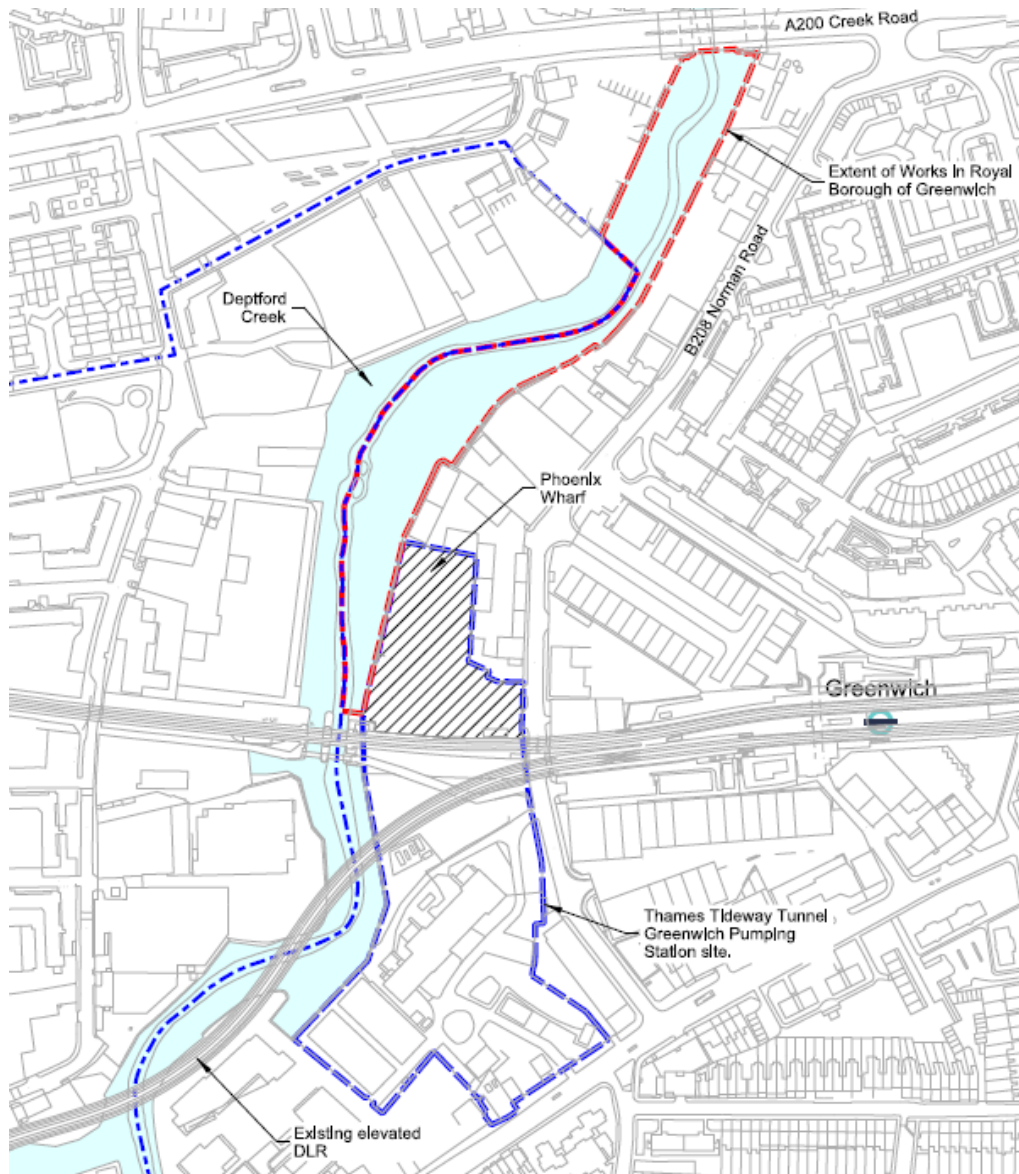 A200 Creek Road
Extent of Works in Royal
Borough of Greenwich
B208 Norman Road
Deptford
Creek
Phoenix
Wharf
Greenwich
Thames Tideway Tunnel
Greenwich Pumping
Station site.
Existing elevated
DLR